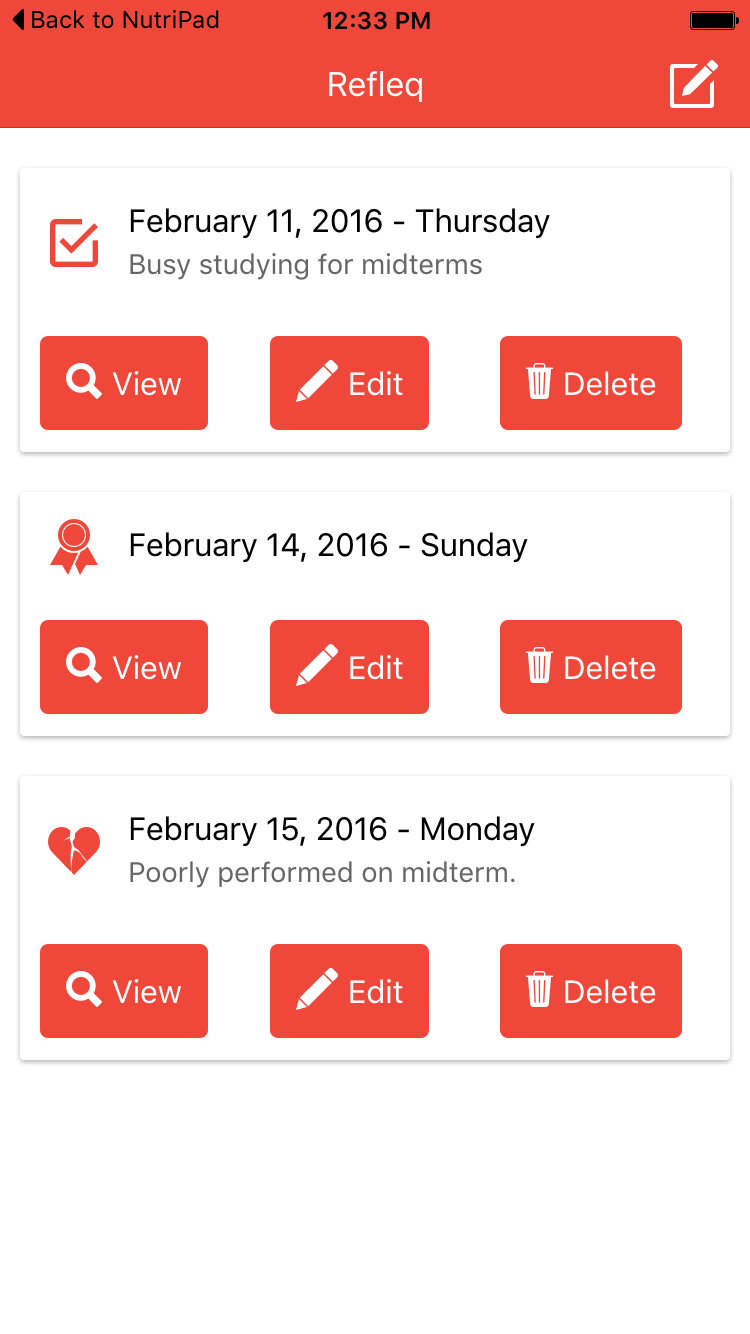 Back to NutriPad 12:33 PM
Refleq
February 11, 2016 - Thursday
Busy studying for midterms
View Edit Delete
February 14, 2016 - Sunday
View Edit Delete
February 15, 2016 - Monday
Poorly performed on midterm.
View Edit Delete